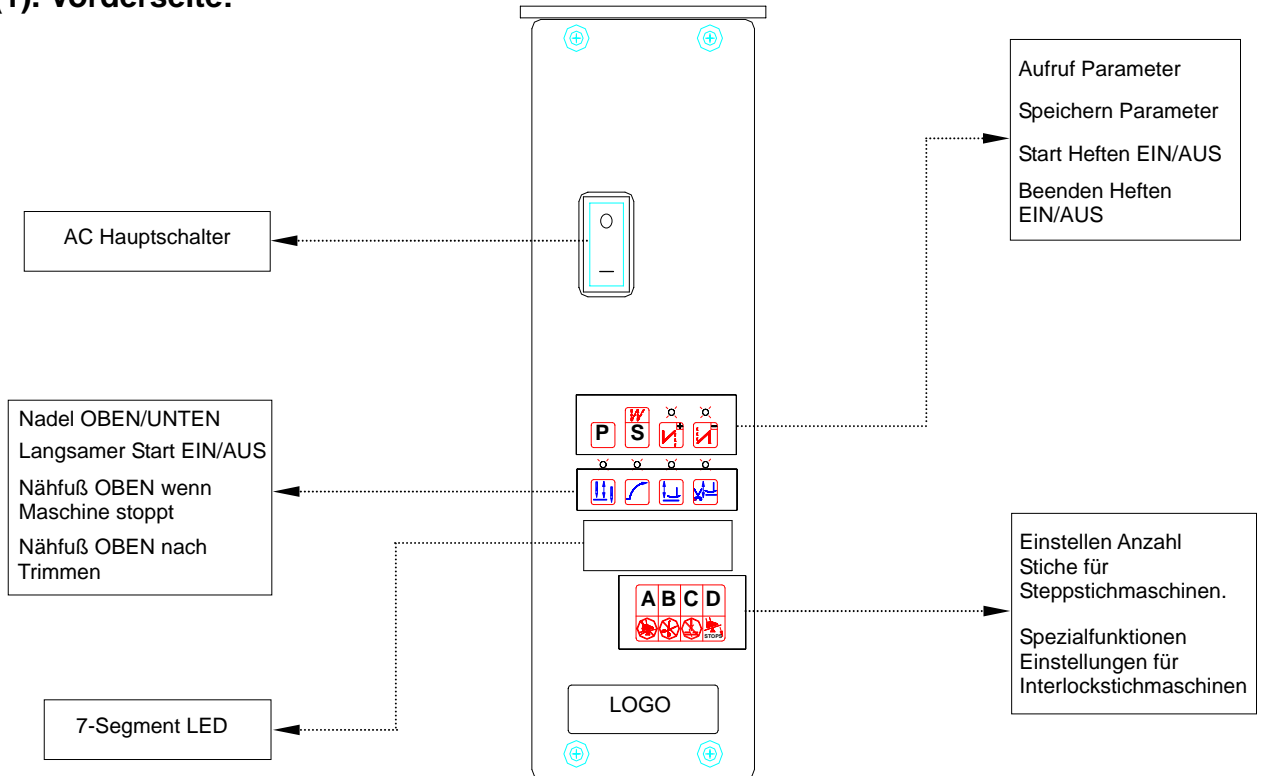 (1). Vorderseite:
Aufruf Parameter
Speichern Parameter
Start Heften EIN/AUS
Beenden Heften
EIN/AUS
AC Hauptschalter
Nadel OBEN/UNTEN
Langsamer Start EIN/AUS
Nähfuß OBEN wenn
Maschine stoppt
Nähfuß OBEN nach
Trimmen
P S
A B C D
STOPS
Einstellen Anzahl
Stiche für
Steppstichmaschinen.
Spezialfunktionen
Einstellungen für
Interlockstichmaschinen
7-Segment LED
LOGO